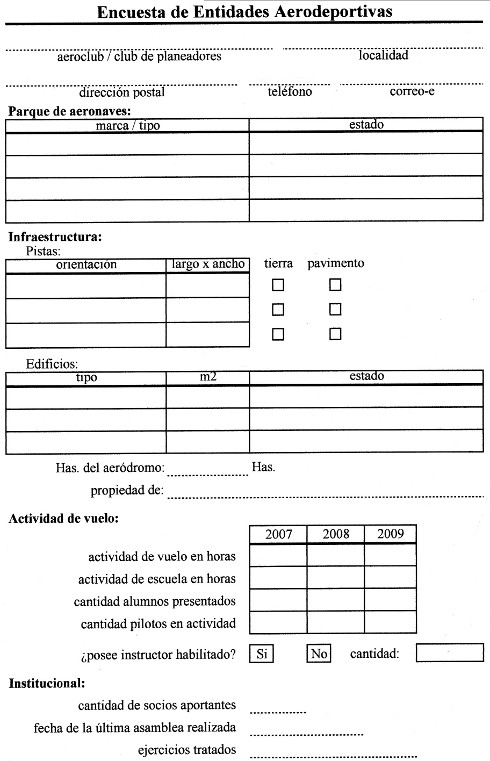 Encuesta de Entidades Aerodeportivas
aeroclub / club de planeadores localidad
dirección postal teléfono correo-e
Parque de aeronaves:
marca / tipo estado
Infraestructura:
Pistas:
orientación largo x ancho tierra pavimento
Edificios:
tipo m2 estado
Has. del aeródromo: Has.
propiedad de:
Actividad de vuelo:
2007 2008 2009
actividad de vuelo en horas
actividad de escuela en horas
cantidad alumnos presentados
cantidad pilotos en actividad
¿posee instructor habilitado? Si No cantidad:
Institucional:
cantidad de socios aportantes
fecha de la última asamblea realizada
ejercicios tratados